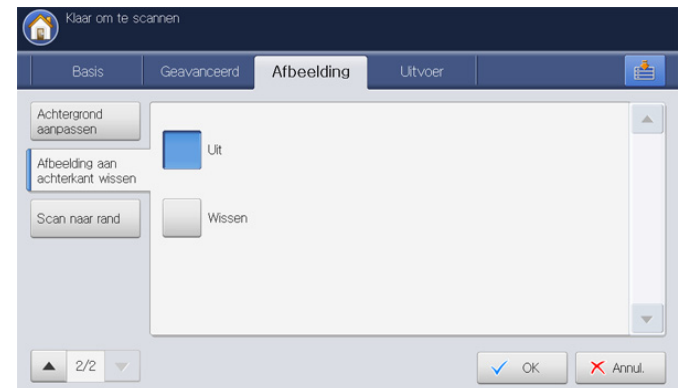 Klaar om te scannen
Basis
Geavanceerd
Afbeelding
Uitvoer
Achtergrond
aanpassen
Afbeelding aan
achterkant wissen
Scan naar rand
Uit
Wissen
2/2
OK
Annul.